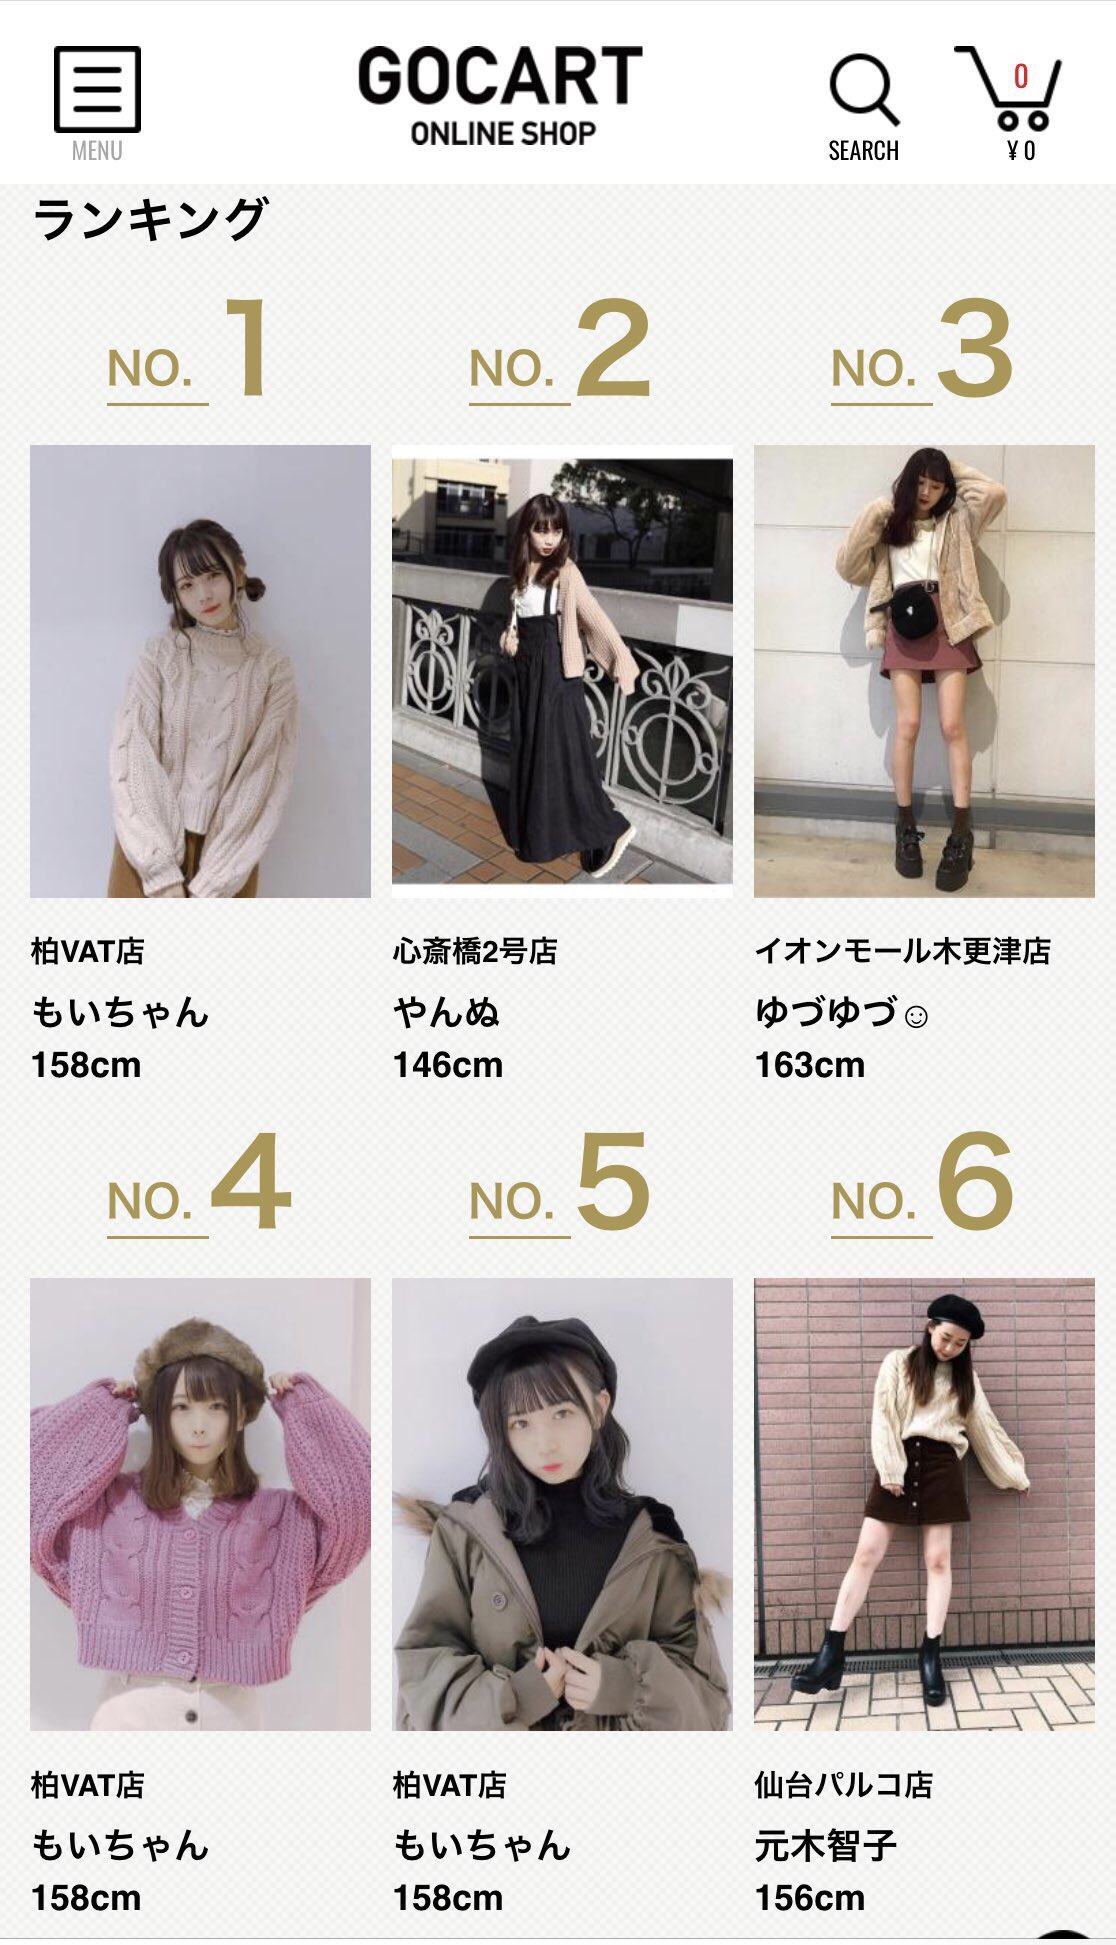 GOCART
ONLINE SHOP
MENU
SEARCH
0
¥ 0
ランキング
NO. 1
NO. 2
NO. 3
柏VAT店
もいちゃん
158cm
心斎橋2号店
やんぬ
146cm
イオンモール木更津店
ゆづゆづ☺
163cm
NO. 4
NO. 5
NO. 6
柏VAT店
もいちゃん
158cm
柏VAT店
もいちゃん
158cm
仙台パルコ店
元木智子
156cm